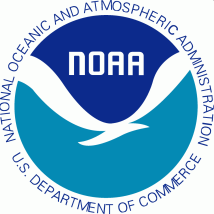 NATIONAL OCEANIC AND ATMOSPHERIC ADMINISTRATION
NOAA
U.S. DEPARTMENT OF COMMERCE